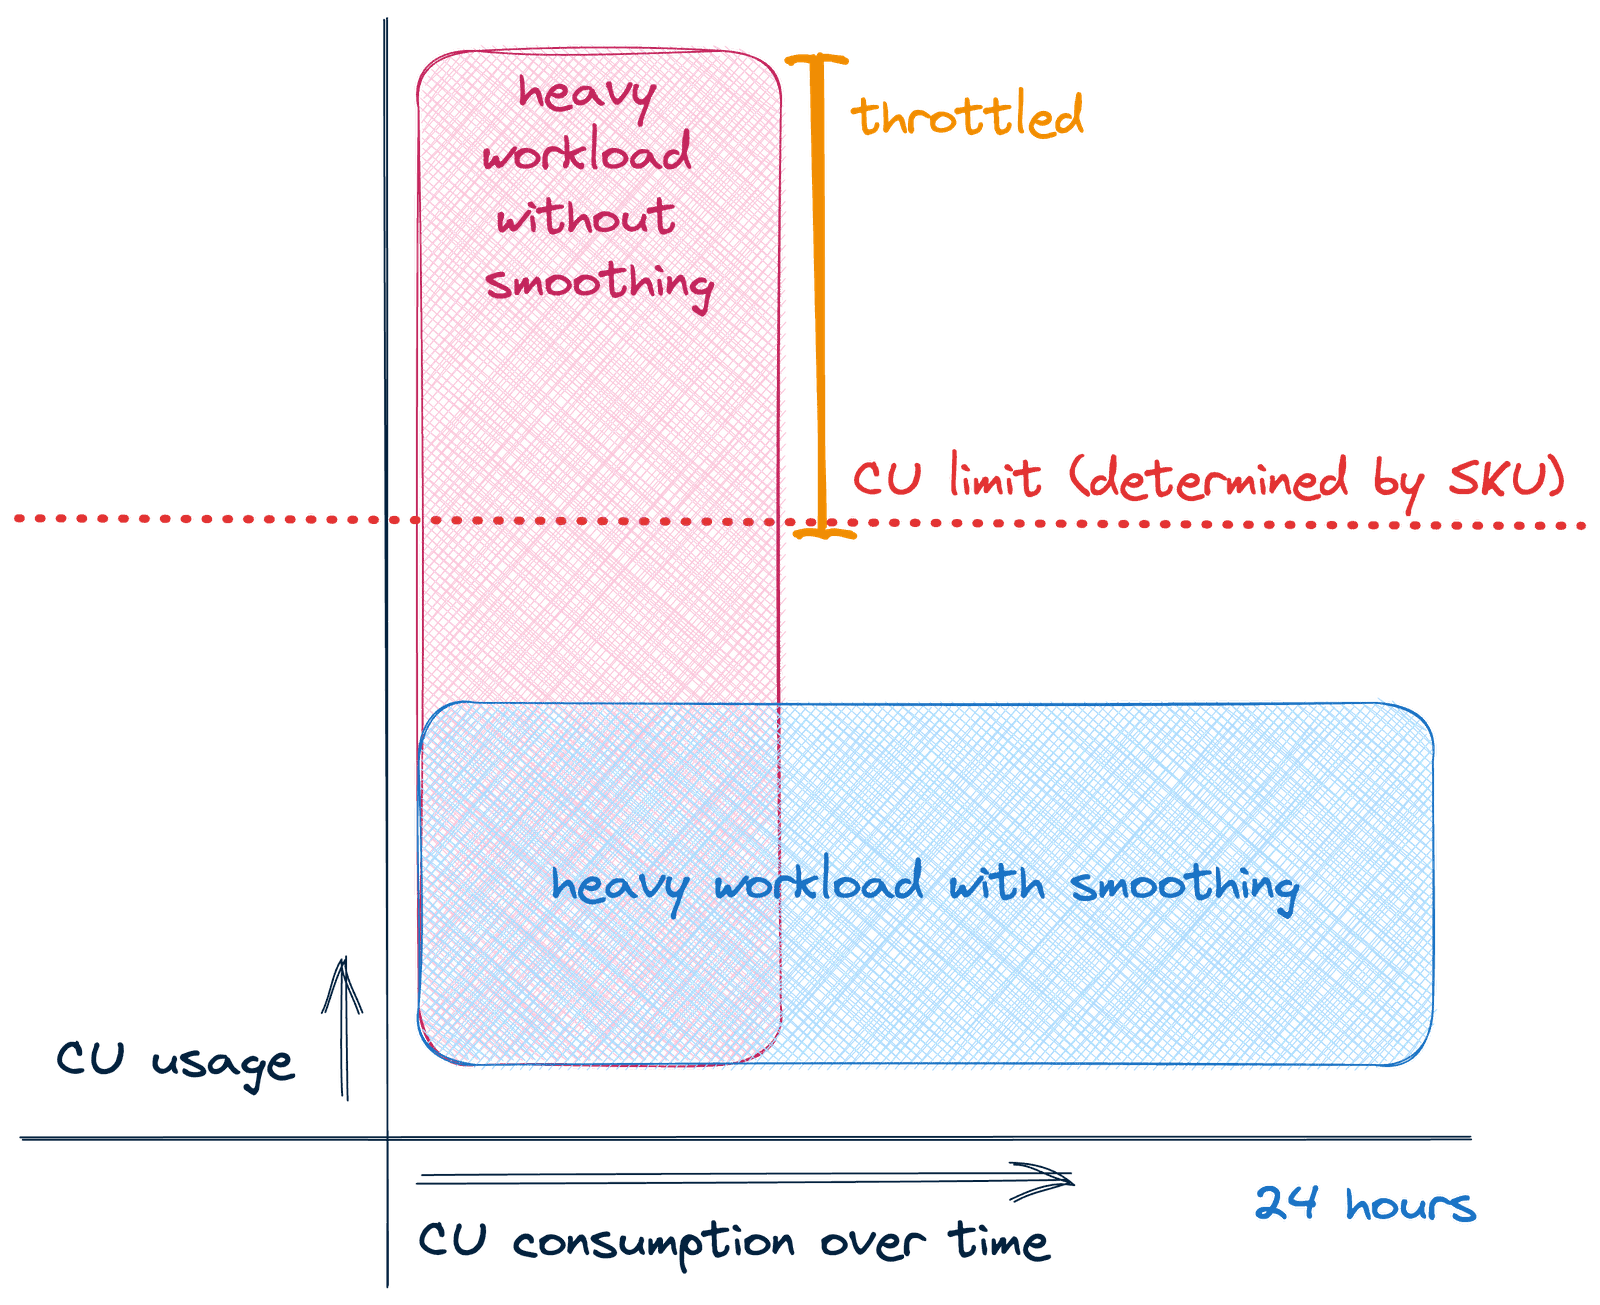 heavy
workload
without
smoothing
throttled
CU limit (determined by SKU)
heavy workload with smoothing
CU usage
24 hours
CU consumption over time